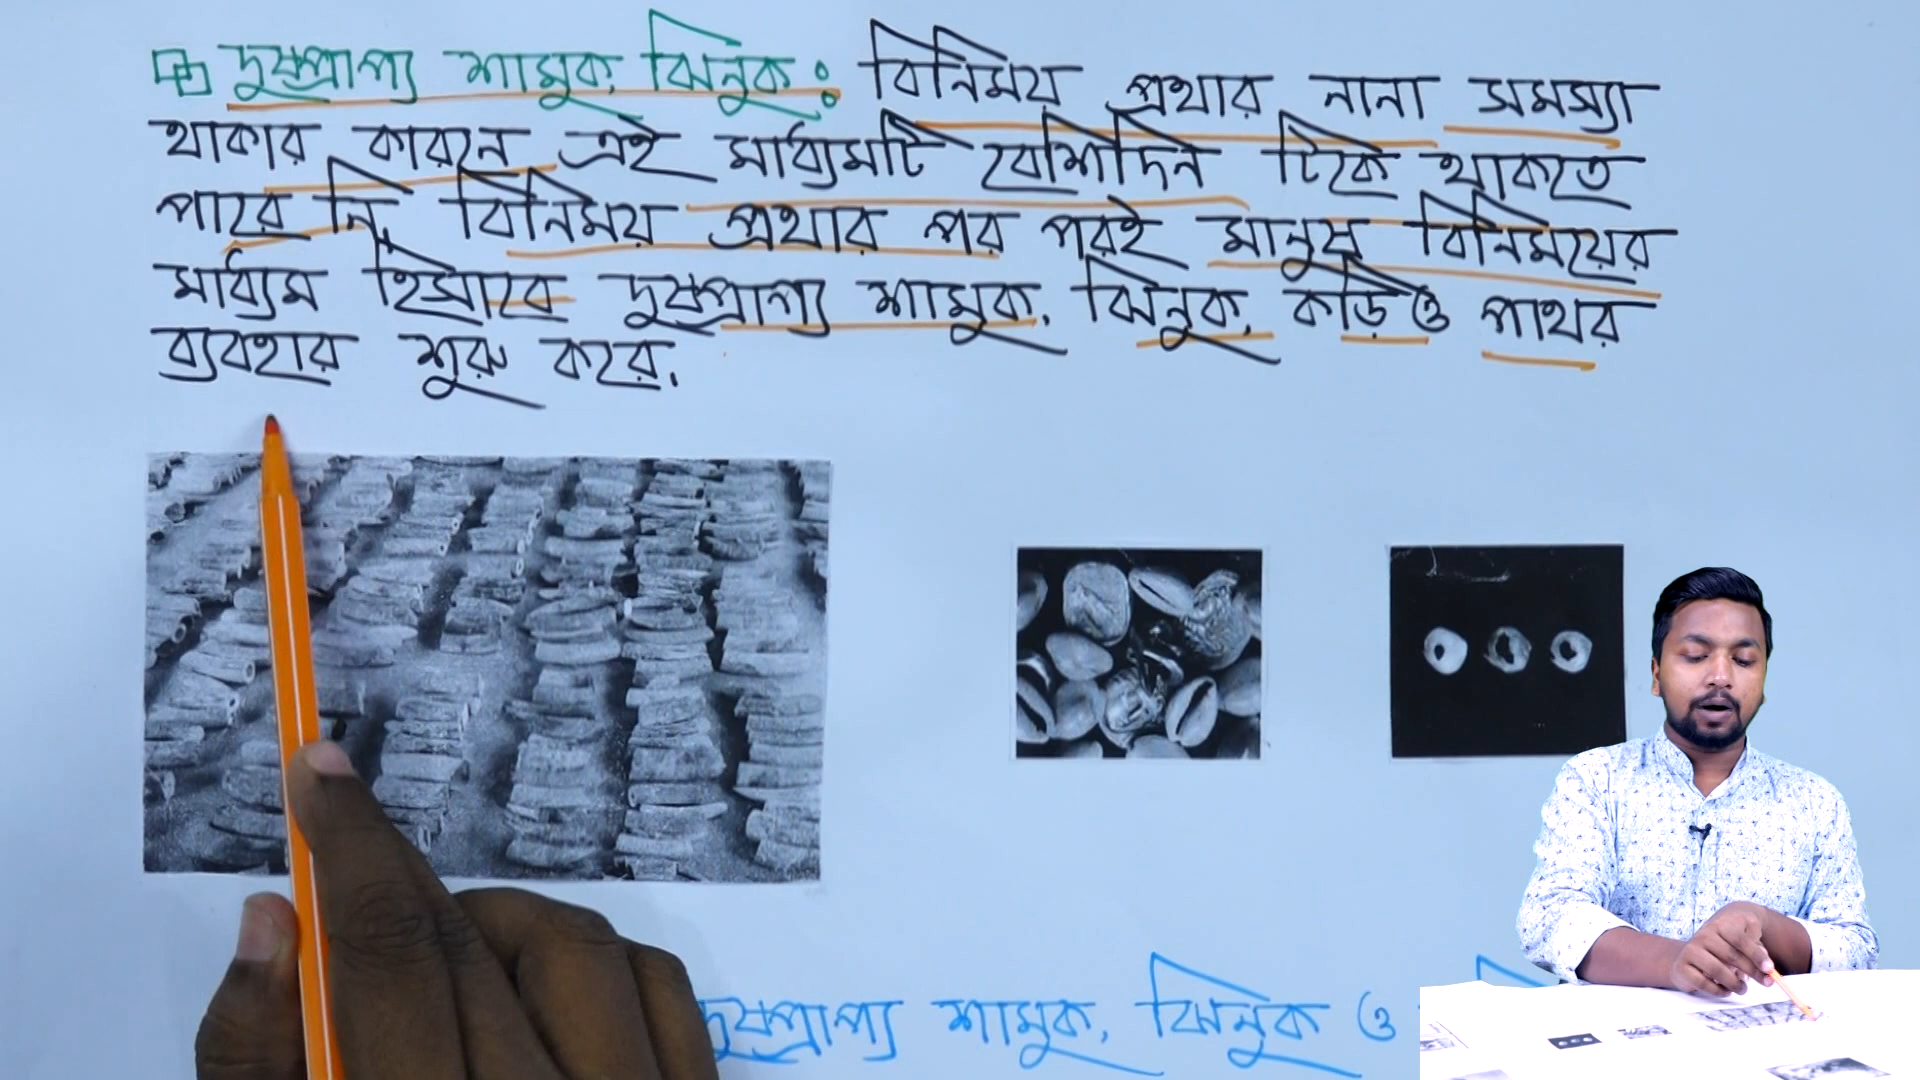 দুষ্প্রাপ্য শামুক, ঝিনুক: বিনিময় প্রথার নানা সমস্যা
থাকার কারনে এই মাধ্যমটি বেশিদিন টিকে থাকতে
পারে নি, বিনিময় প্রথার পর পরই মানুষ বিনিময়ের
মাধ্যম হিসাবে দুষ্প্রাপ্য শামুক, ঝিনুক, কড়ি ও পাথর
ব্যবহার শুরু করে,
দুষ্প্রাপ্য শামুক, ঝিনুক ও